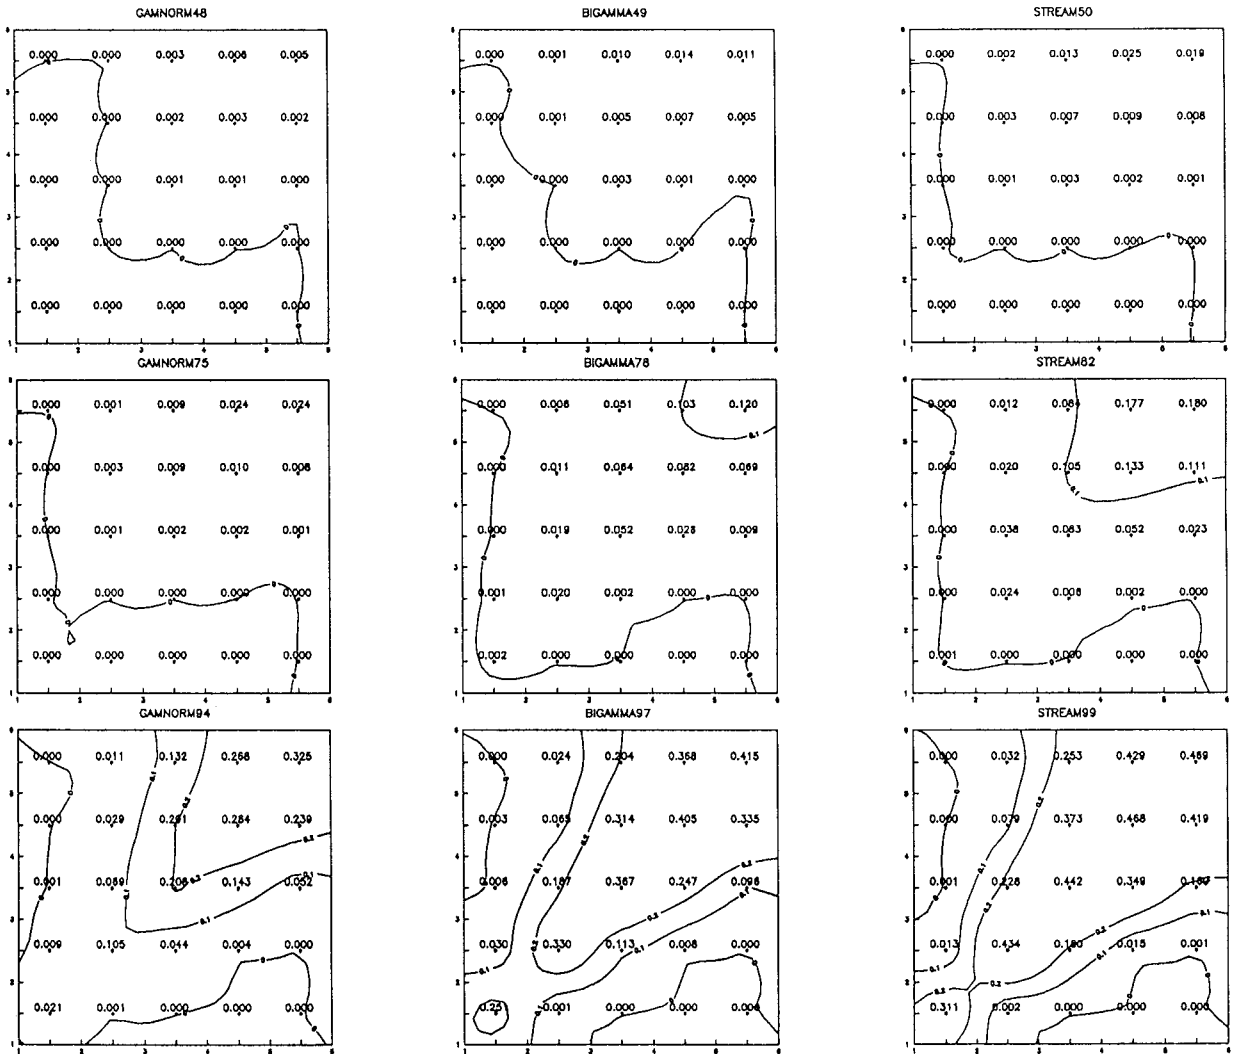 GAMNORM48 BIGAMMA49 STREAM50
0.000 0.000 0.003 0.006 0.005 0.000 0.001 0.010 0.014 0.011 0.000 0.002 0.013 0.025 0.019
0.000 0.000 0.002 0.003 0.002 0.000 0.001 0.005 0.007 0.005 0.000 0.003 0.007 0.009 0.008
0.000 0.000 0.001 0.001 0.000 0.000 0.000 0.003 0.001 0.000 0.000 0.001 0.003 0.002 0.001
0.000 0.000 0.000 0.000 0.000 0.000 0.000 0.000 0.000 0.000 0.000 0.000 0.000 0.000 0.000
0.000 0.000 0.000 0.000 0.000 0.000 0.000 0.000 0.000 0.000 0.000 0.000 0.000 0.000 0.000
GAMNORM75 BIGAMMA78 STREAM82
0.000 0.001 0.009 0.024 0.024 0.000 0.006 0.051 0.103 0.120 0.000 0.012 0.084 0.177 0.180
0.000 0.003 0.009 0.010 0.006 0.000 0.011 0.064 0.082 0.069 0.000 0.020 0.105 0.133 0.111
0.000 0.001 0.002 0.002 0.001 0.000 0.019 0.052 0.028 0.009 0.000 0.038 0.083 0.052 0.023
0.000 0.000 0.000 0.000 0.000 0.001 0.020 0.002 0.000 0.000 0.000 0.024 0.008 0.002 0.000
0.000 0.000 0.000 0.000 0.000 0.002 0.000 0.000 0.000 0.000 0.001 0.000 0.000 0.000 0.000
GAMNORM94 BIGAMMA97 STREAM99
0.000 0.011 0.132 0.268 0.325 0.000 0.024 0.204 0.368 0.415 0.000 0.032 0.253 0.429 0.469
0.000 0.029 0.284 0.239 0.003 0.065 0.314 0.405 0.335 0.000 0.079 0.373 0.468 0.419
0.001 0.143 0.052 0.006 0.187 0.367 0.247 0.096 0.001 0.228 0.442 0.349
0.009 0.105 0.044 0.004 0.000 0.030 0.330 0.113 0.008 0.000 0.013 0.434 0.015 0.001
0.021 0.001 0.000 0.000 0.000 0.001 0.000 0.000 0.000 0.311 0.002 0.000 0.000 0.000